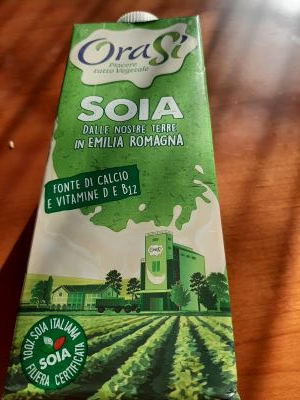 OraSì
Piacere
tutto Vegetale
SOIA
DALLE NOSTRE TERRE
IN EMILIA ROMAGNA
FONTE DI CALCIO
E VITAMINE D E B12
OraSì
100% SOIA ITALIANA
SOIA
FILIERA CERTIFICATA